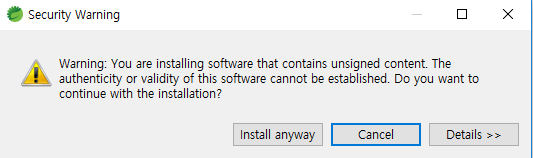 Security Warning
Warning: You are installing software that contains unsigned content. The
authenticity or validity of this software cannot be established. Do you want to
continue with the installation?
Install anyway
Cancel
Details >>